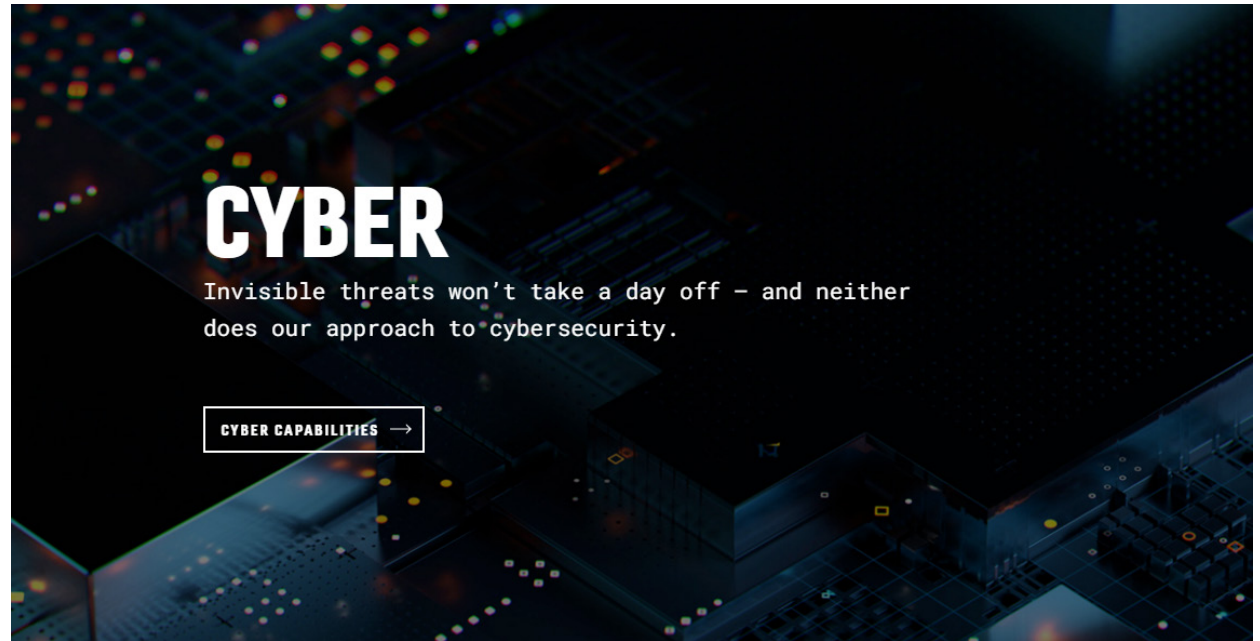 CYBER
Invisible threats won’t take a day off – and neither
does our approach to cybersecurity.
CYBER CAPABILITIES →